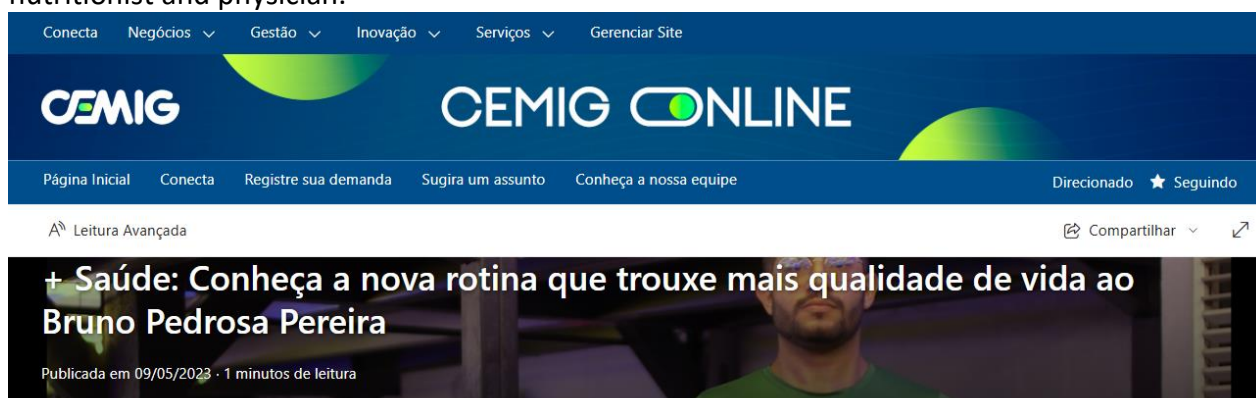 nutritionist and physician.
Conecta Negócios Gestão Inovação Serviços Gerenciar Site
CEMIG CEMIG ONLINE
Página Inicial Conecta Registre sua demanda Sugira um assunto Conheça a nossa equipe Direcionado Seguindo
Leitura Avançada Compartilhar
+ Saúde: Conheça a nova rotina que trouxe mais qualidade de vida ao
Bruno Pedrosa Pereira
Publicada em 09/05/2023 · 1 minutos de leitura